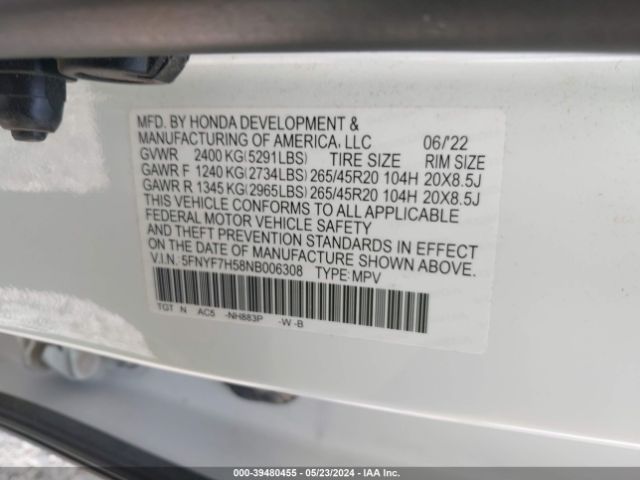 MFD. BY HONDA DEVELOPMENT &
MANUFACTURING OF AMERICA, LLC 06/'22
GVWR 2400 KG(5291LBS) TIRE SIZE RIM SIZE
GAWR F 1240 KG(2734LBS) 265/45R20 104H 20X8.5J
GAWR R 1345 KG(2965LBS) 265/45R20 104H 20X8.5J
THIS VEHICLE CONFORMS TO ALL APPLICABLE
FEDERAL MOTOR VEHICLE SAFETY
AND THEFT PREVENTION STANDARDS IN EFFECT
ON THE DATE OF MANUFACTURE SHOWN ABOVE.
V.I.N.: 5FNYF7H58NB006308 TYPE: MPV
TGT N AC5 -NH883P -W -B
000-39480455 - 05/23/2024 - IAA Inc.